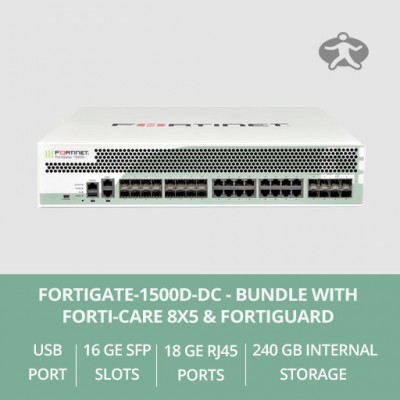 FORTINET
FORTINET
FORTIGATE-1500D-DC - BUNDLE WITH
FORTI-CARE 8X5 & FORTIGUARD
USB PORT
16 GE SFP SLOTS
18 GE RJ45 PORTS
240 GB INTERNAL STORAGE